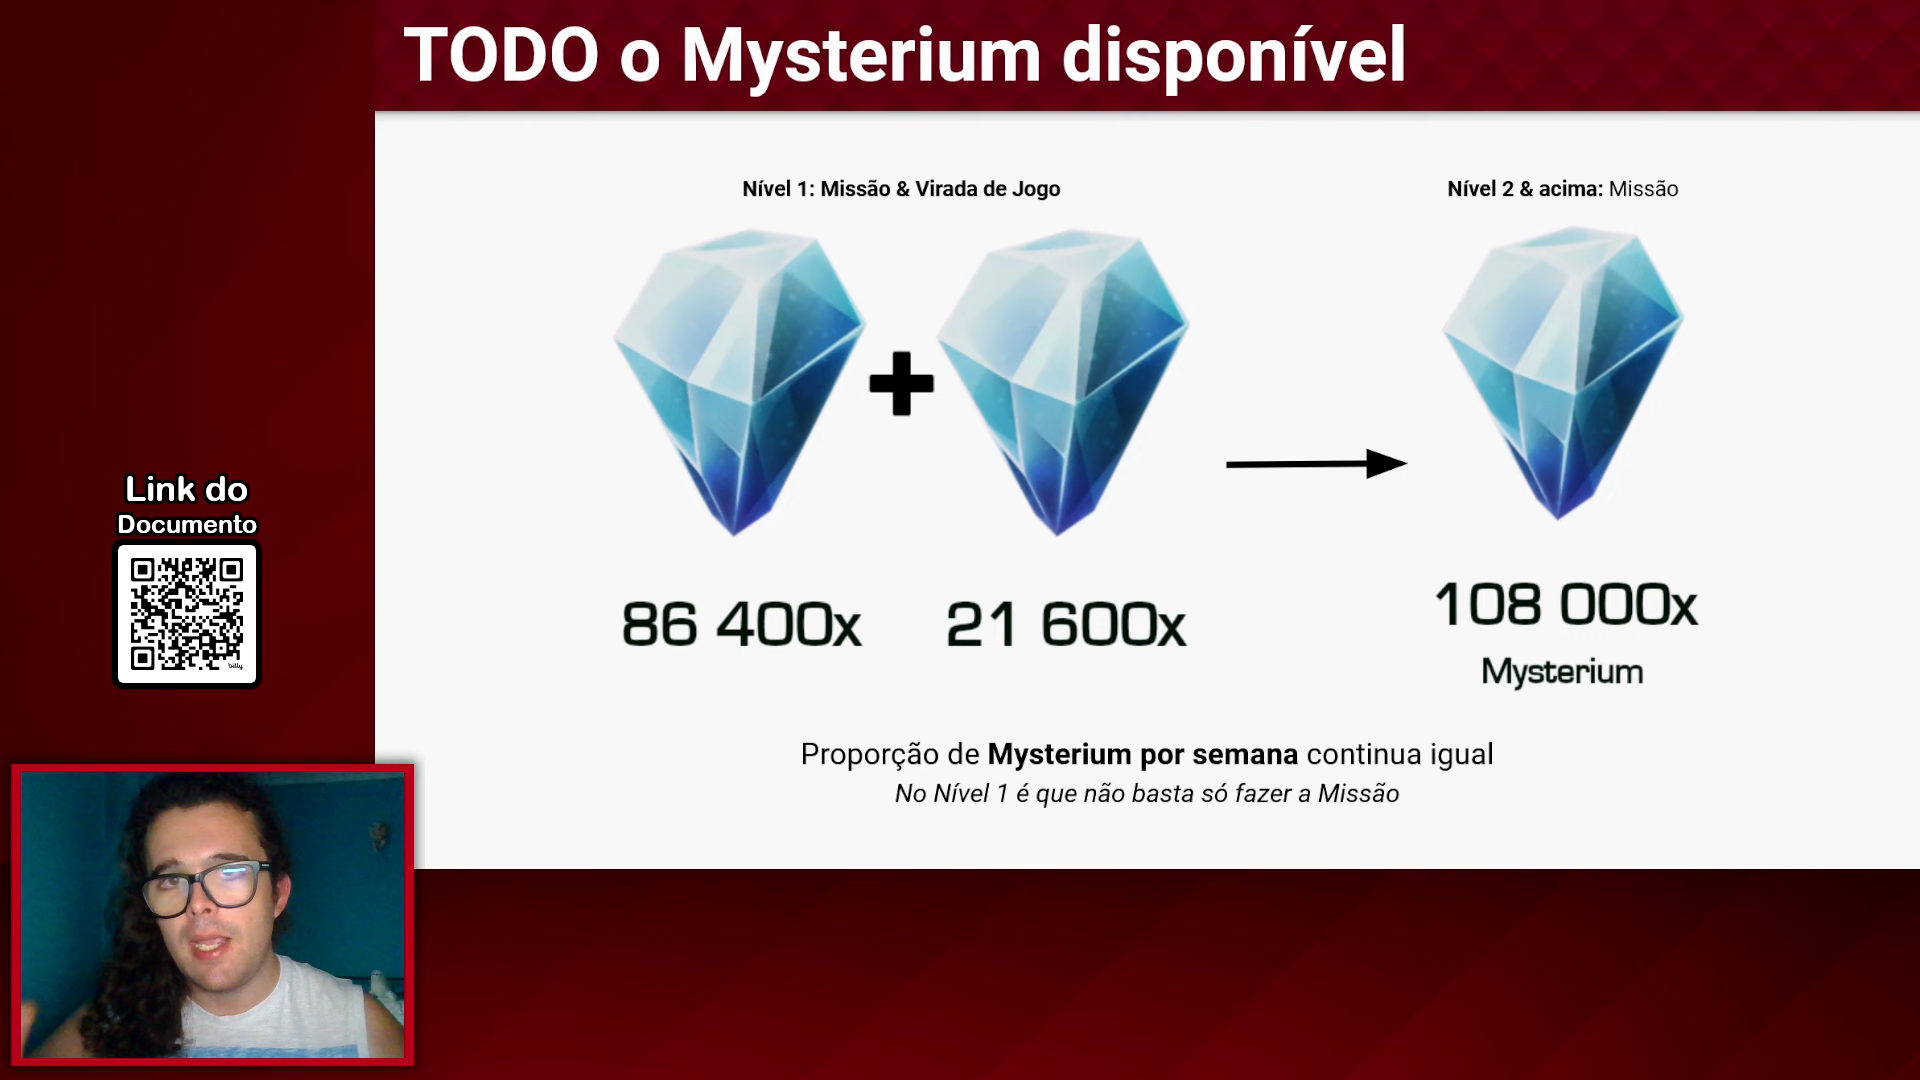 TODO o Mysterium disponível
Nível 1: Missão & Virada de Jogo
Nível 2 & acima: Missão
86 400x
21 600x
108 000x
Mysterium
Proporção de Mysterium por semana continua igual
No Nível 1 é que não basta só fazer a Missão
Link do
Documento
bitly